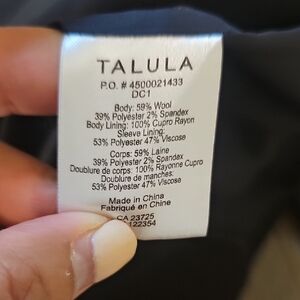 TALULA
P.O. # 4500021433
DC1
Body: 59% Wool
39% Polyester 2% Spandex
Body Lining: 100% Cupro Rayon
Sleeve Lining:
53% Polyester 47% Viscose
Corps: 59% Laine
39% Polyester 2% Spandex
Doublure de corps: 100% Rayonne Cupro
Doublure de manches:
53% Polyester 47% Viscose
Made in China
Fabriqué en Chine
CA 23725
122354